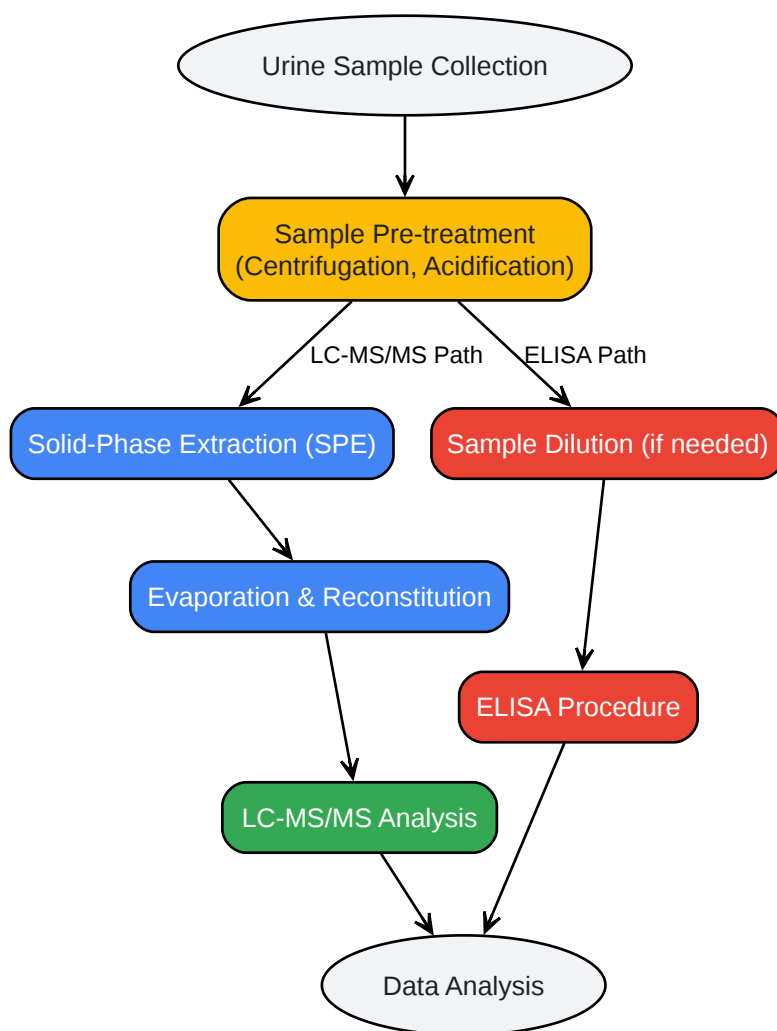 Urine Sample Collection
Sample Pre-treatment
(Centrifugation, Acidification)
LC-MS/MS Path
ELISA Path
Solid-Phase Extraction (SPE)
Sample Dilution (if needed)
Evaporation & Reconstitution
ELISA Procedure
LC-MS/MS Analysis
Data Analysis